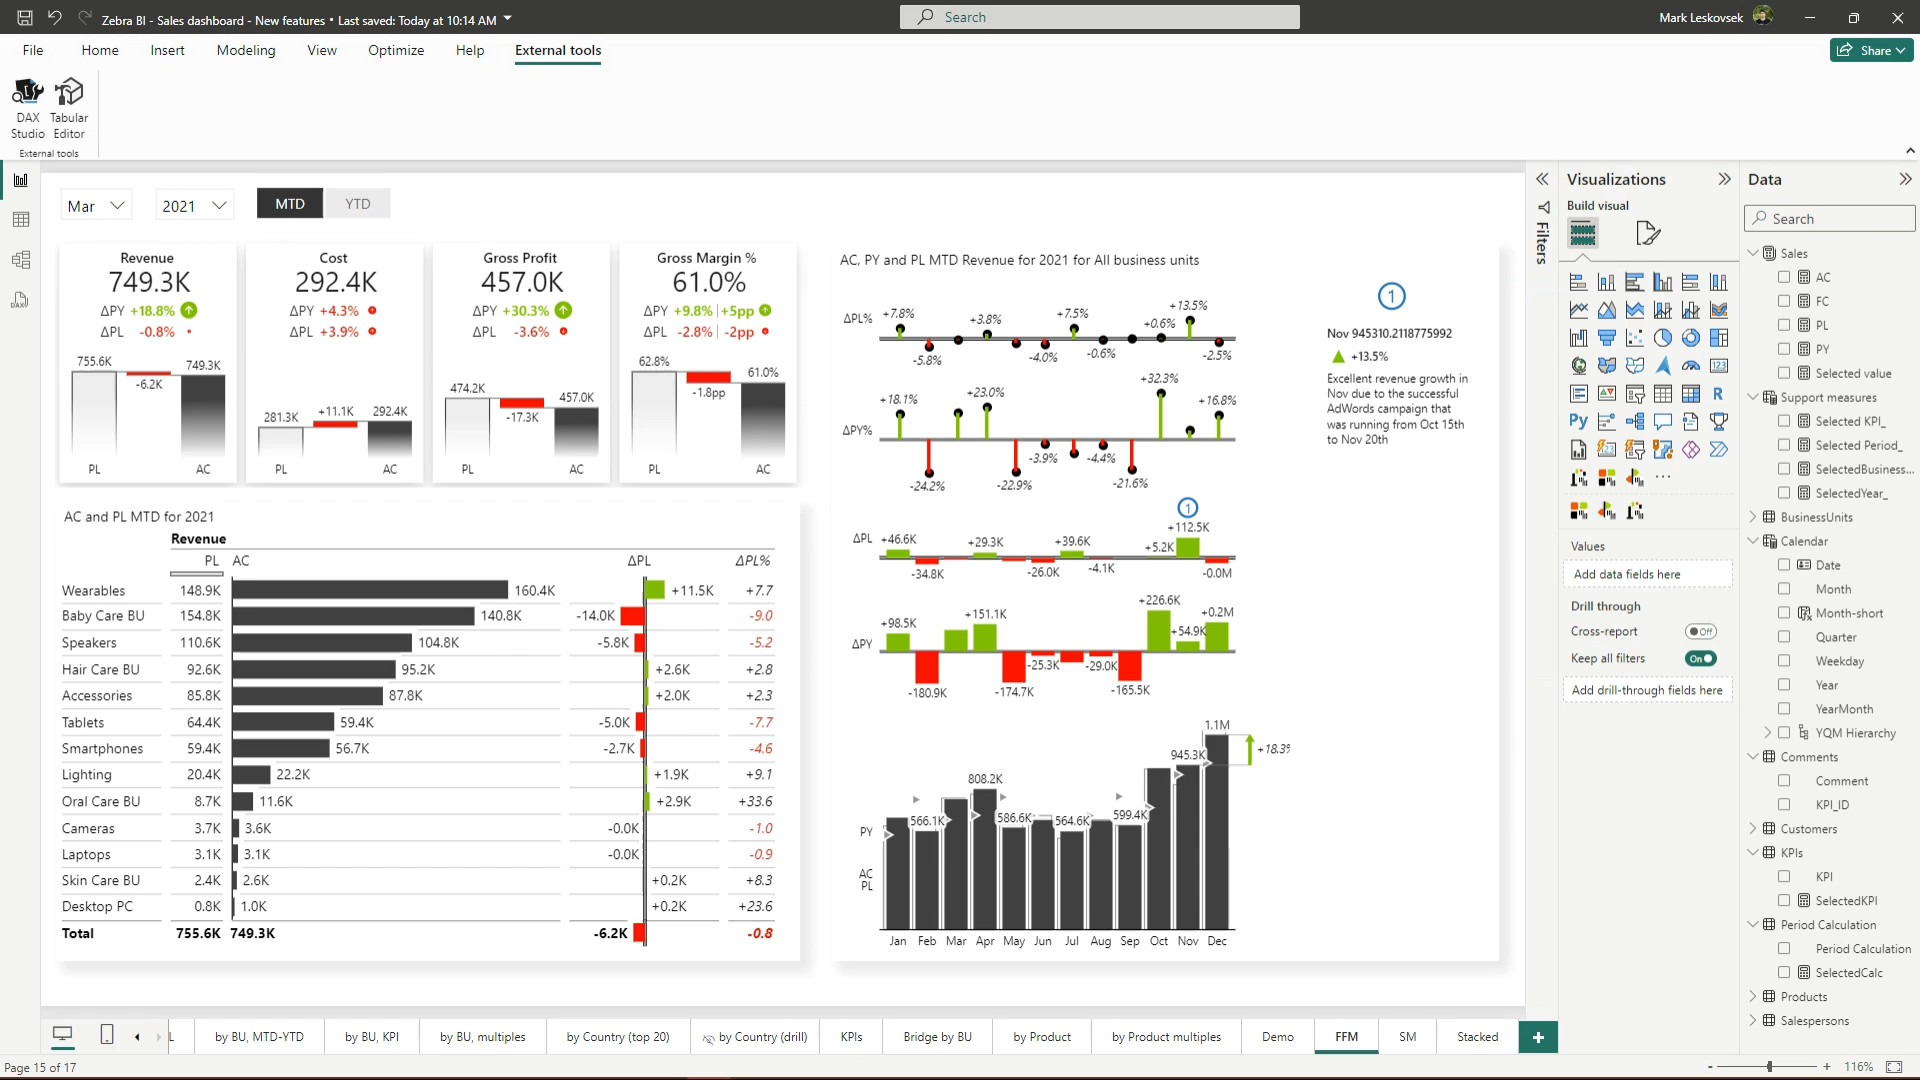 Zebra BI - Sales dashboard - New features • Last saved: Today at 10:14 AM
Search
Mark Leskovsek
File Home Insert Modeling View Optimize Help External tools
Share
DAX Studio
Tabular Editor
External tools
Mar
2021
MTD YTD
Revenue
749.3K
ΔPY +18.8%
ΔPL -0.8%
755.6K
749.3K
-6.2K
PL AC
Cost
292.4K
ΔPY +4.3%
ΔPL +3.9%
281.3K +11.1K 292.4K
PL AC
Gross Profit
457.0K
ΔPY +30.3%
ΔPL -3.6%
474.2K
457.0K
-17.3K
PL AC
Gross Margin %
61.0%
ΔPY +9.8% +5pp
ΔPL -2.8% -2pp
62.8%
61.0%
-1.8pp
PL AC
AC and PL MTD for 2021
Revenue
PL AC ΔPL ΔPL%
Wearables 148.9K 160.4K +11.5K +7.7
Baby Care BU 154.8K 140.8K -14.0K -9.0
Speakers 110.6K 104.8K -5.8K -5.2
Hair Care BU 92.6K 95.2K +2.6K +2.8
Accessories 85.8K 87.8K +2.0K +2.3
Tablets 64.4K 59.4K -5.0K -7.7
Smartphones 59.4K 56.7K -2.7K -4.6
Lighting 20.4K 22.2K +1.9K +9.1
Oral Care BU 8.7K 11.6K +2.9K +33.6
Cameras 3.7K 3.6K -0.0K -1.0
Laptops 3.1K 3.1K -0.0K -0.9
Skin Care BU 2.4K 2.6K +0.2K +8.3
Desktop PC 0.8K 1.0K +0.2K +23.6
Total 755.6K 749.3K -6.2K -0.8
AC, PY and PL MTD Revenue for 2021 for All business units
ΔPL% +7.8% -5.8% +3.8% -4.0% +7.5% -0.6% +0.6% +13.5% -2.5%
ΔPY% +18.1% -24.2% +23.0% -22.9% -3.9% -4.4% -21.6% +32.3% +16.8%
1
ΔPL +46.6K -34.8K +29.3K -26.0K +39.6K -4.1K +5.2K +112.5K -0.0M
ΔPY +98.5K -180.9K +151.1K -174.7K -25.3K -29.0K -165.5K +226.6K +54.9K +0.2M
PY
AC
PL
566.1K 808.2K 586.6K 564.6K 599.4K 945.3K 1.1M +18.3%
Jan Feb Mar Apr May Jun Jul Aug Sep Oct Nov Dec
1
Nov 945310.2118775992
+13.5%
Excellent revenue growth in
Nov due to the successful
AdWords campaign that
was running from Oct 15th
to Nov 20th
Filters
Visualizations
Build visual
R
Py
123
Values
Add data fields here
Drill through
Cross-report Off
Keep all filters On
Add drill-through fields here
Data
Search
Sales
AC
FC
PL
PY
Selected value
Support measures
Selected KPI_
Selected Period_
SelectedBusiness...
SelectedYear_
BusinessUnits
Calendar
Date
Month
Month-short
Quarter
Weekday
Year
YearMonth
YQM Hierarchy
Comments
Comment
KPI_ID
Customers
KPIs
KPI
SelectedKPI
Period Calculation
Period Calculation
SelectedCalc
Products
Salespersons
by BU, MTD-YTD by BU, KPI by BU, multiples by Country (top 20) by Country (drill) KPIs Bridge by BU by Product by Product multiples Demo FFM SM Stacked +
Page 15 of 17
- + 116%